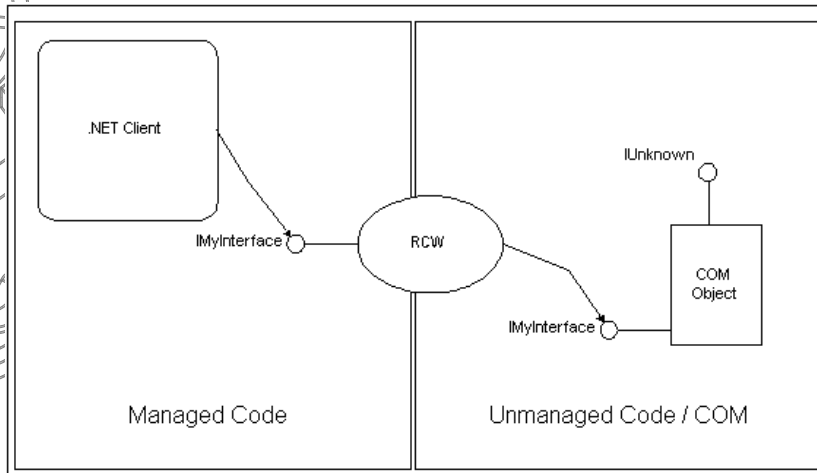 .NET Client
IUnknown
IMyInterface
RCW
COM
Object
IMyInterface
Managed Code
Unmanaged Code / COM